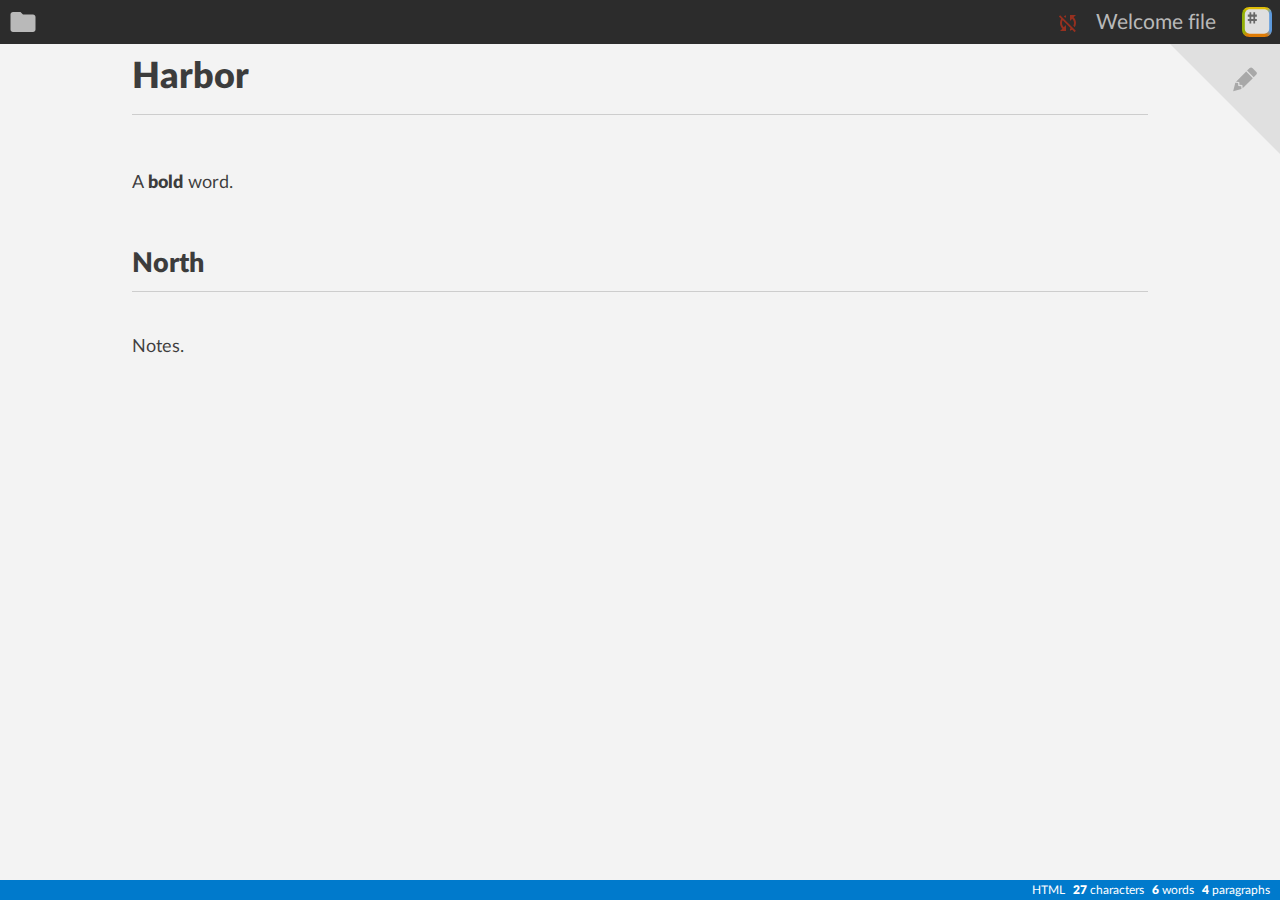 Welcome file
#
Harbor
A bold word.
North
Notes.
HTML 27 characters 6 words 4 paragraphs